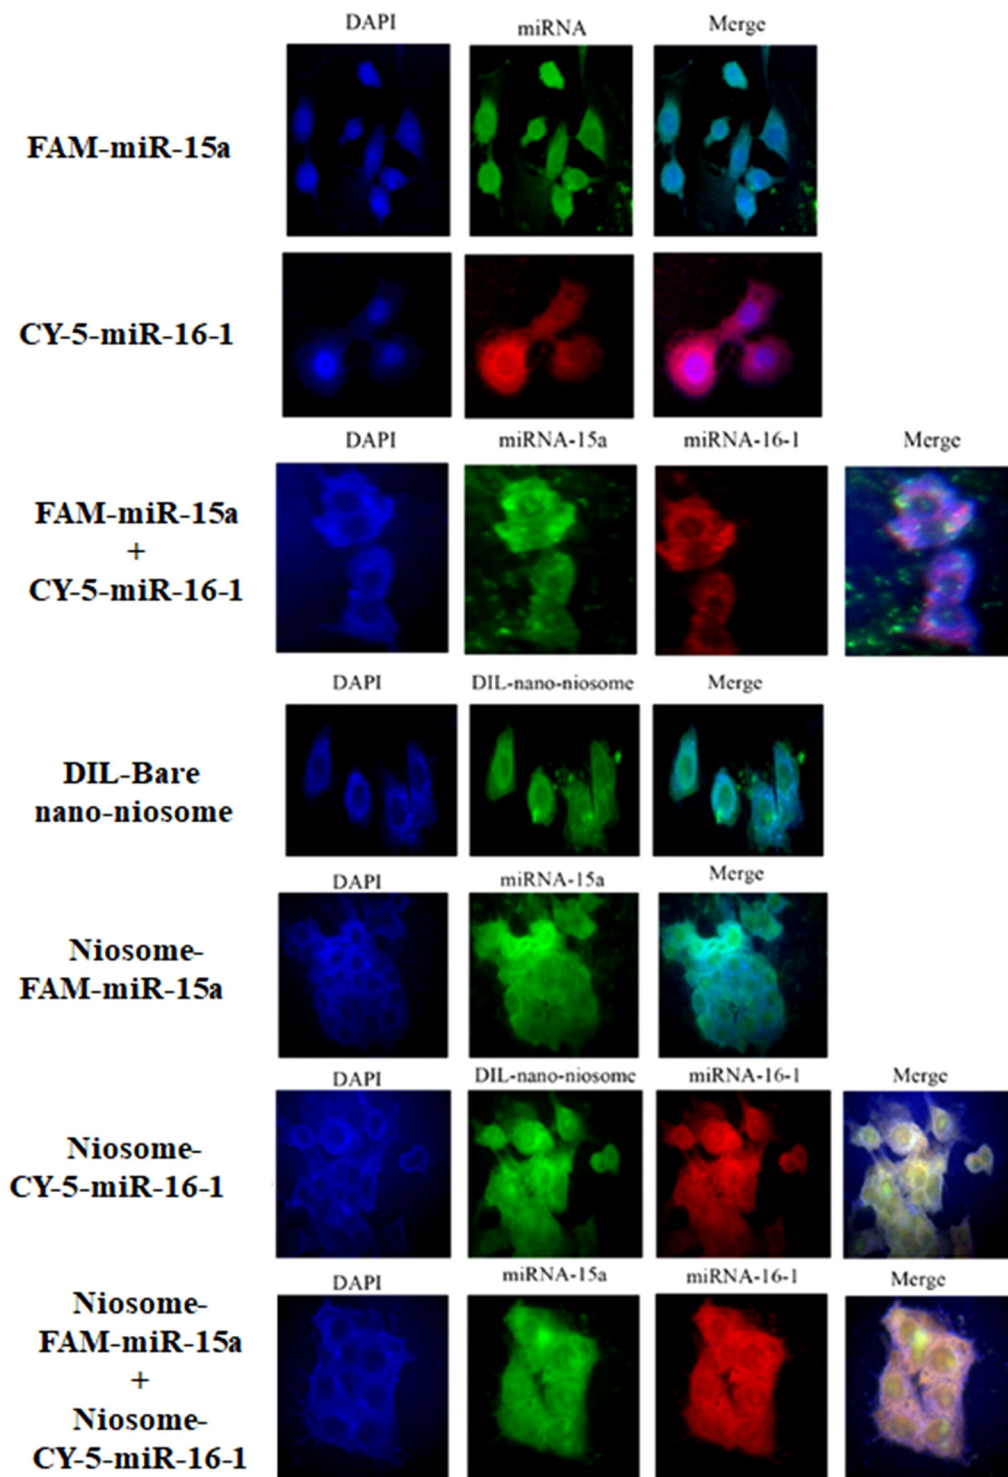 DAPI miRNA Merge
FAM-miR-15a
CY-5-miR-16-1
DAPI miRNA-15a miRNA-16-1 Merge
FAM-miR-15a
+
CY-5-miR-16-1
DAPI DIL-nano-niosome Merge
DIL-Bare
nano-niosome
DAPI miRNA-15a Merge
Niosome-
FAM-miR-15a
DAPI DIL-nano-niosome miRNA-16-1 Merge
Niosome-
CY-5-miR-16-1
DAPI miRNA-15a miRNA-16-1 Merge
Niosome-
FAM-miR-15a
+
Niosome-
CY-5-miR-16-1